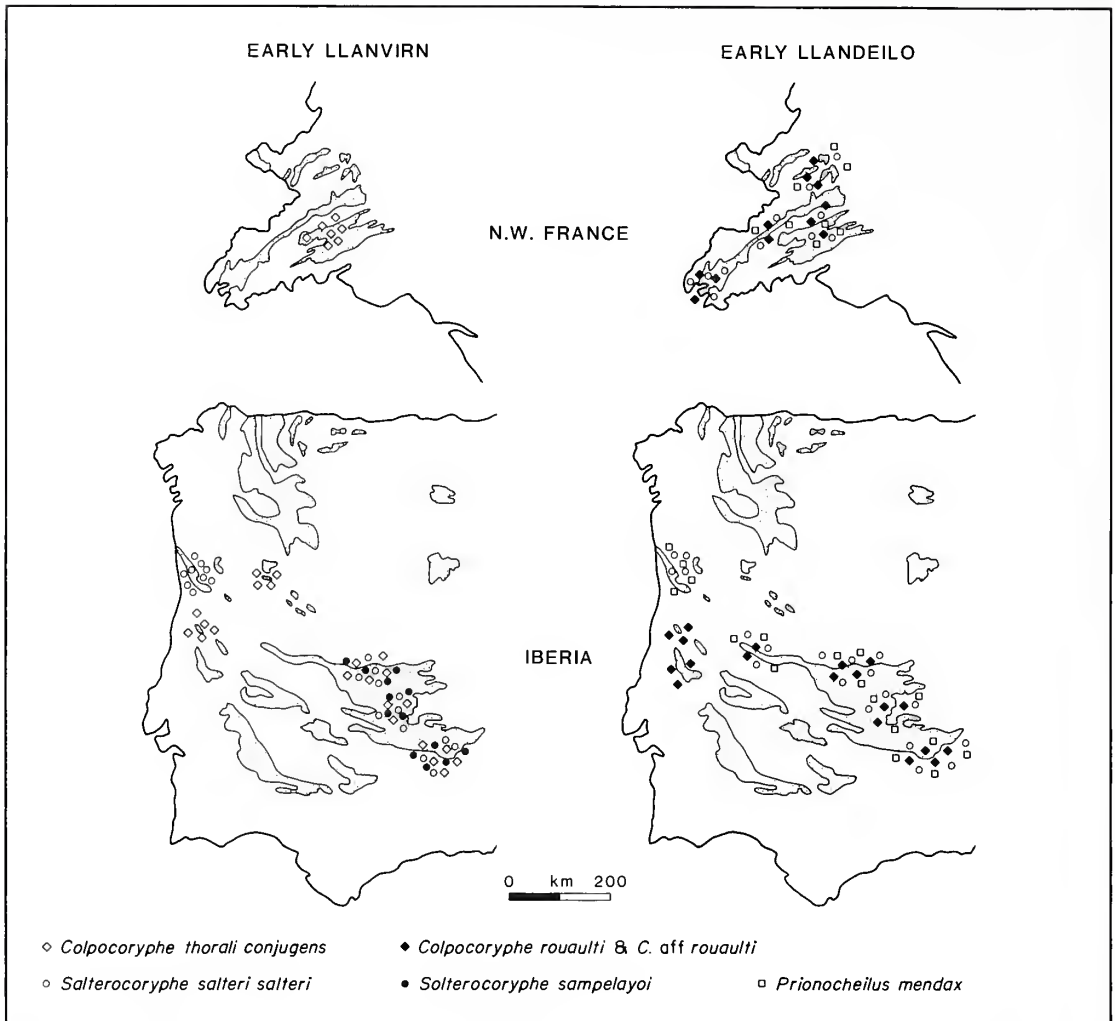 EARLY LLANVIRN
EARLY LLANDEILO
N.W. FRANCE
IBERIA
0 km 200
◇ Colpocoryphe thorali conjugens
◆ Colpocoryphe rouaulti & C. aff rouaulti
○ Salterocoryphe salteri salteri
● Solterocoryphe sampelayoi
□ Prionocheilus mendax